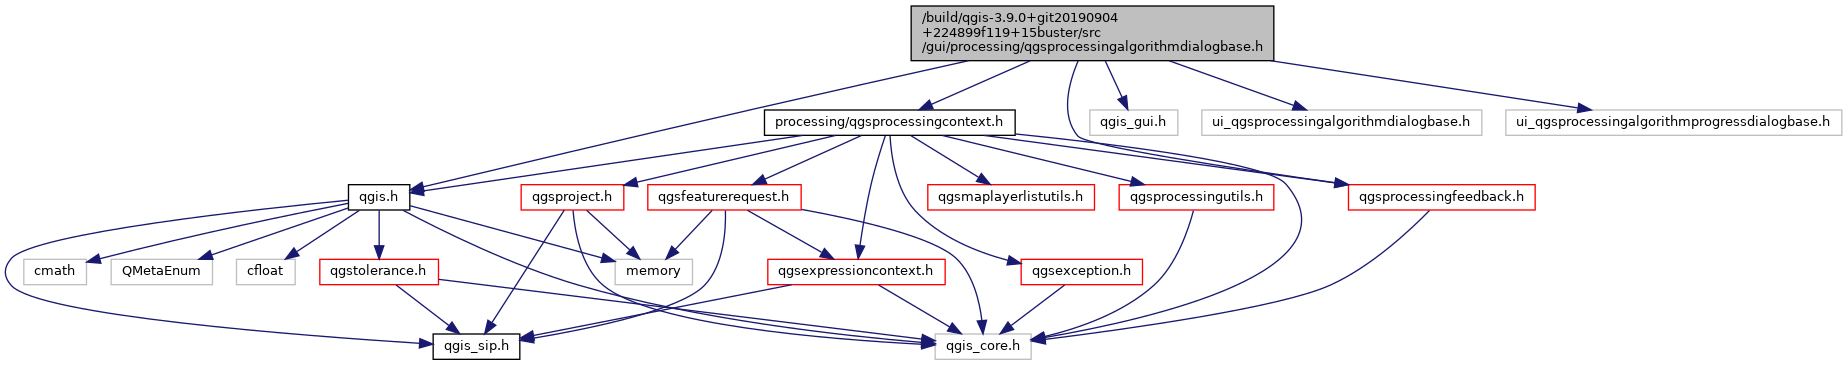 /build/qgis-3.9.0+git20190904
+224899f119+15buster/src
/gui/processing/qgsprocessingalgorithmdialogbase.h
processing/qgsprocessingcontext.h
qgis_gui.h
ui_qgsprocessingalgorithmdialogbase.h
ui_qgsprocessingalgorithmprogressdialogbase.h
qgis.h
qgsproject.h
qgsfeaturerequest.h
qgsmaplayerlistutils.h
qgsprocessingutils.h
qgsprocessingfeedback.h
cmath
QMetaEnum
cfloat
qgstolerance.h
memory
qgsexpressioncontext.h
qgsexception.h
qgis_sip.h
qgis_core.h